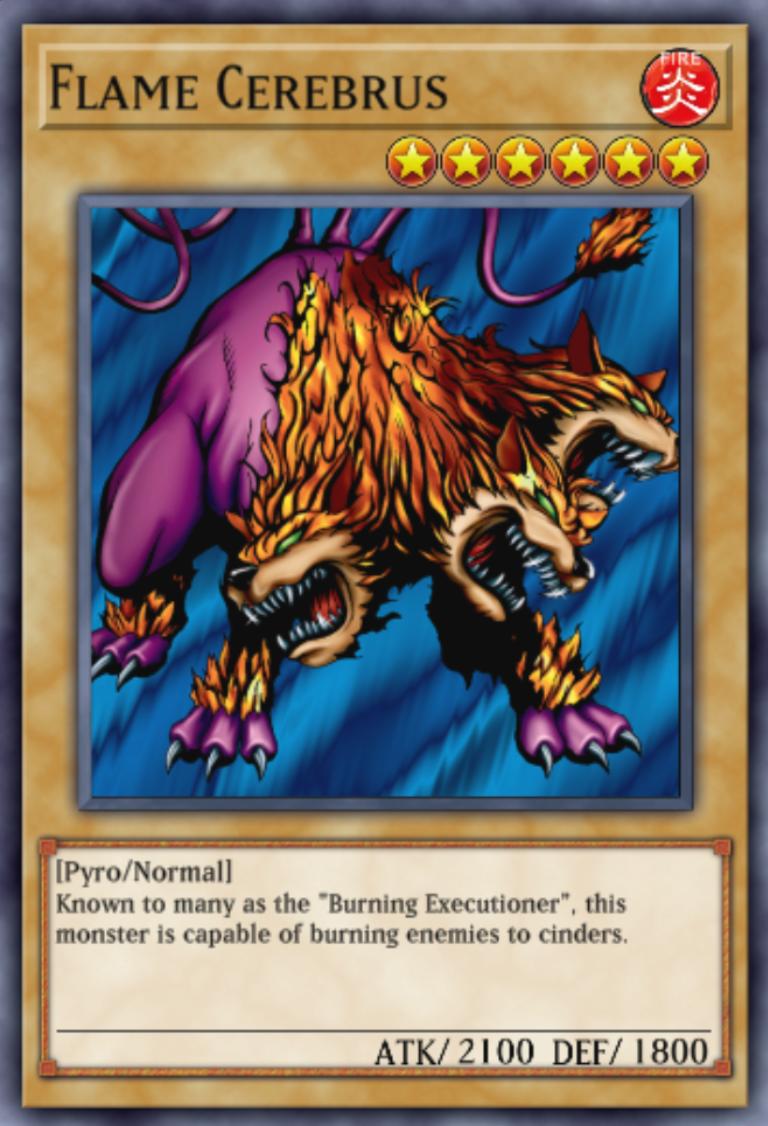 Flame Cerebrus
FIRE
炎
[Pyro/Normal]
Known to many as the "Burning Executioner", this
monster is capable of burning enemies to cinders.
ATK/ 2100 DEF/ 1800